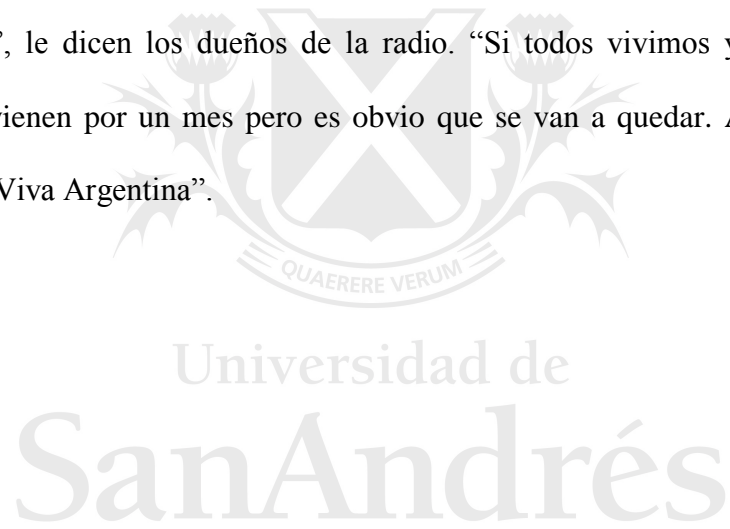 ”, le dicen los dueños de la radio. “Si todos vivimos y
vienen por un mes pero es obvio que se van a quedar. A
Viva Argentina”.
QUAERERE VERUM
Universidad de
SanAndrés